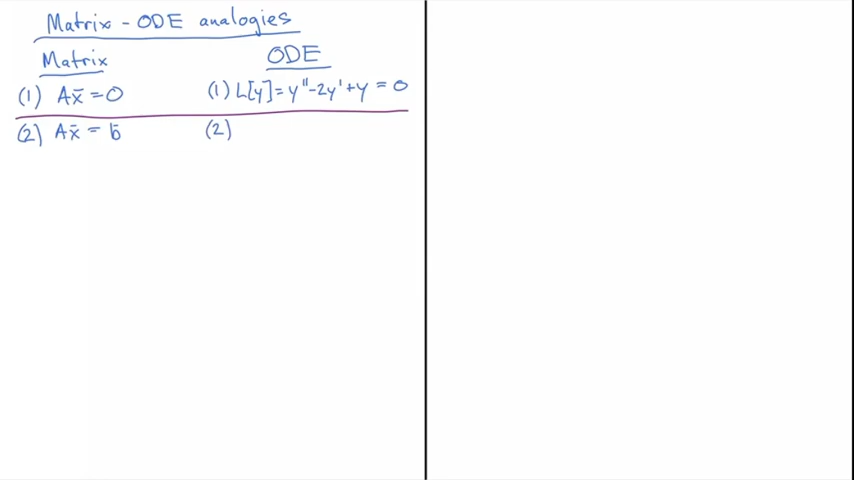 Matrix - ODE analogies
Matrix ODE
(1) Ax̄ = 0 (1) L[y] = y'' - 2y' + y = 0
(2) Ax̄ = b̄ (2)